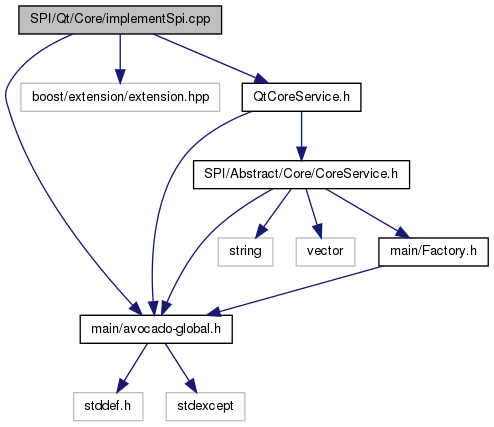 SPI/Qt/Core/implementSpi.cpp
boost/extension/extension.hpp
QtCoreService.h
SPI/Abstract/Core/CoreService.h
string
vector
main/Factory.h
main/avocado-global.h
stddef.h
stdexcept